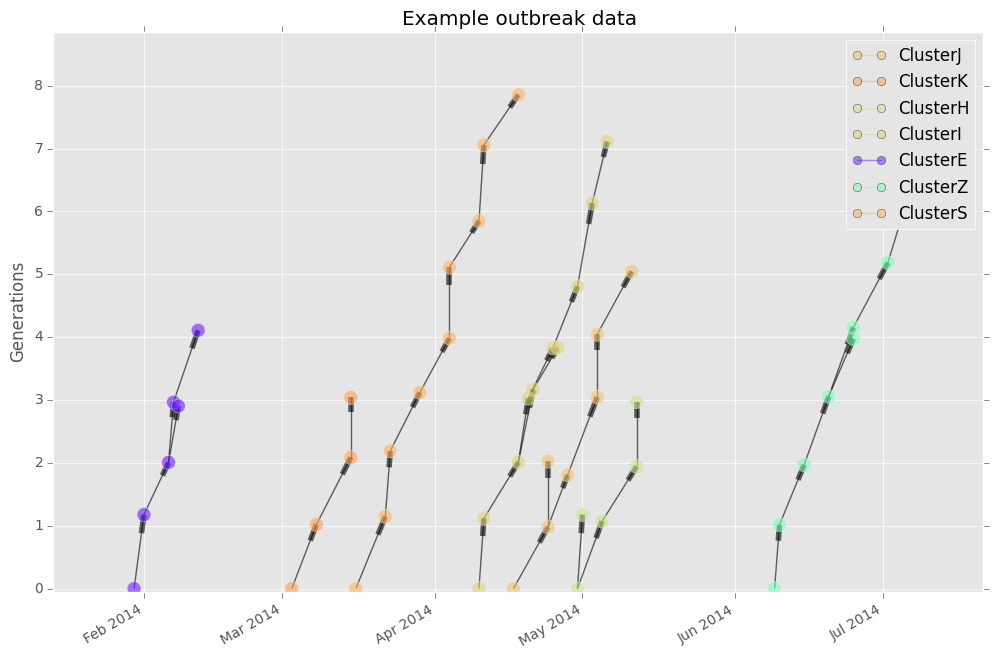 Example outbreak data
ClusterJ
ClusterK
ClusterH
ClusterI
ClusterE
ClusterZ
ClusterS
Generations
8
7
6
5
4
3
2
1
0
Feb 2014
Mar 2014
Apr 2014
May 2014
Jun 2014
Jul 2014